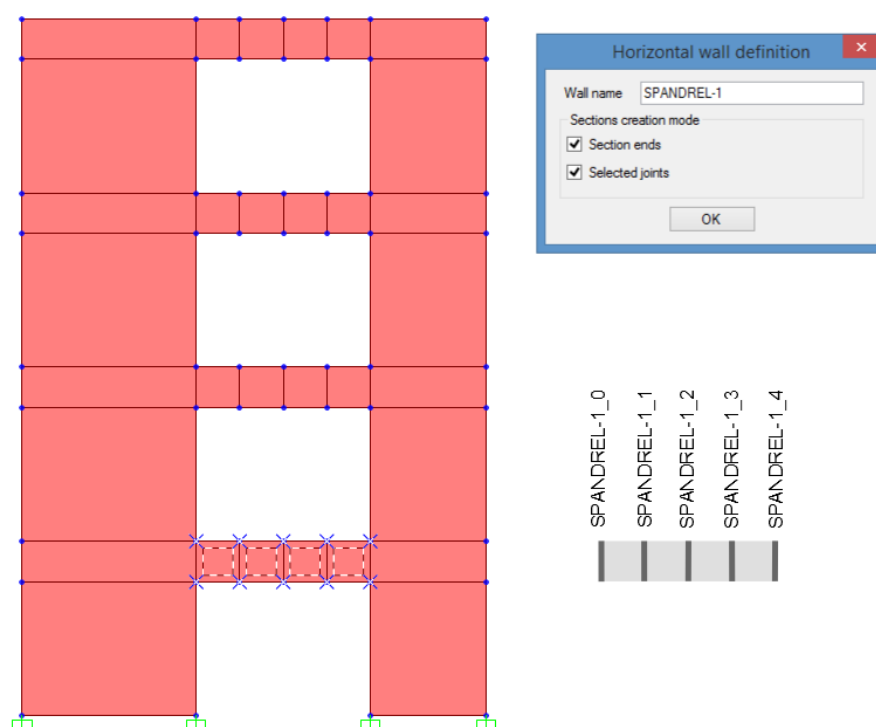 Horizontal wall definition
Wall name SPANDREL-1
Sections creation mode
Section ends
Selected joints
OK
SPANDREL-1_0
SPANDREL-1_1
SPANDREL-1_2
SPANDREL-1_3
SPANDREL-1_4